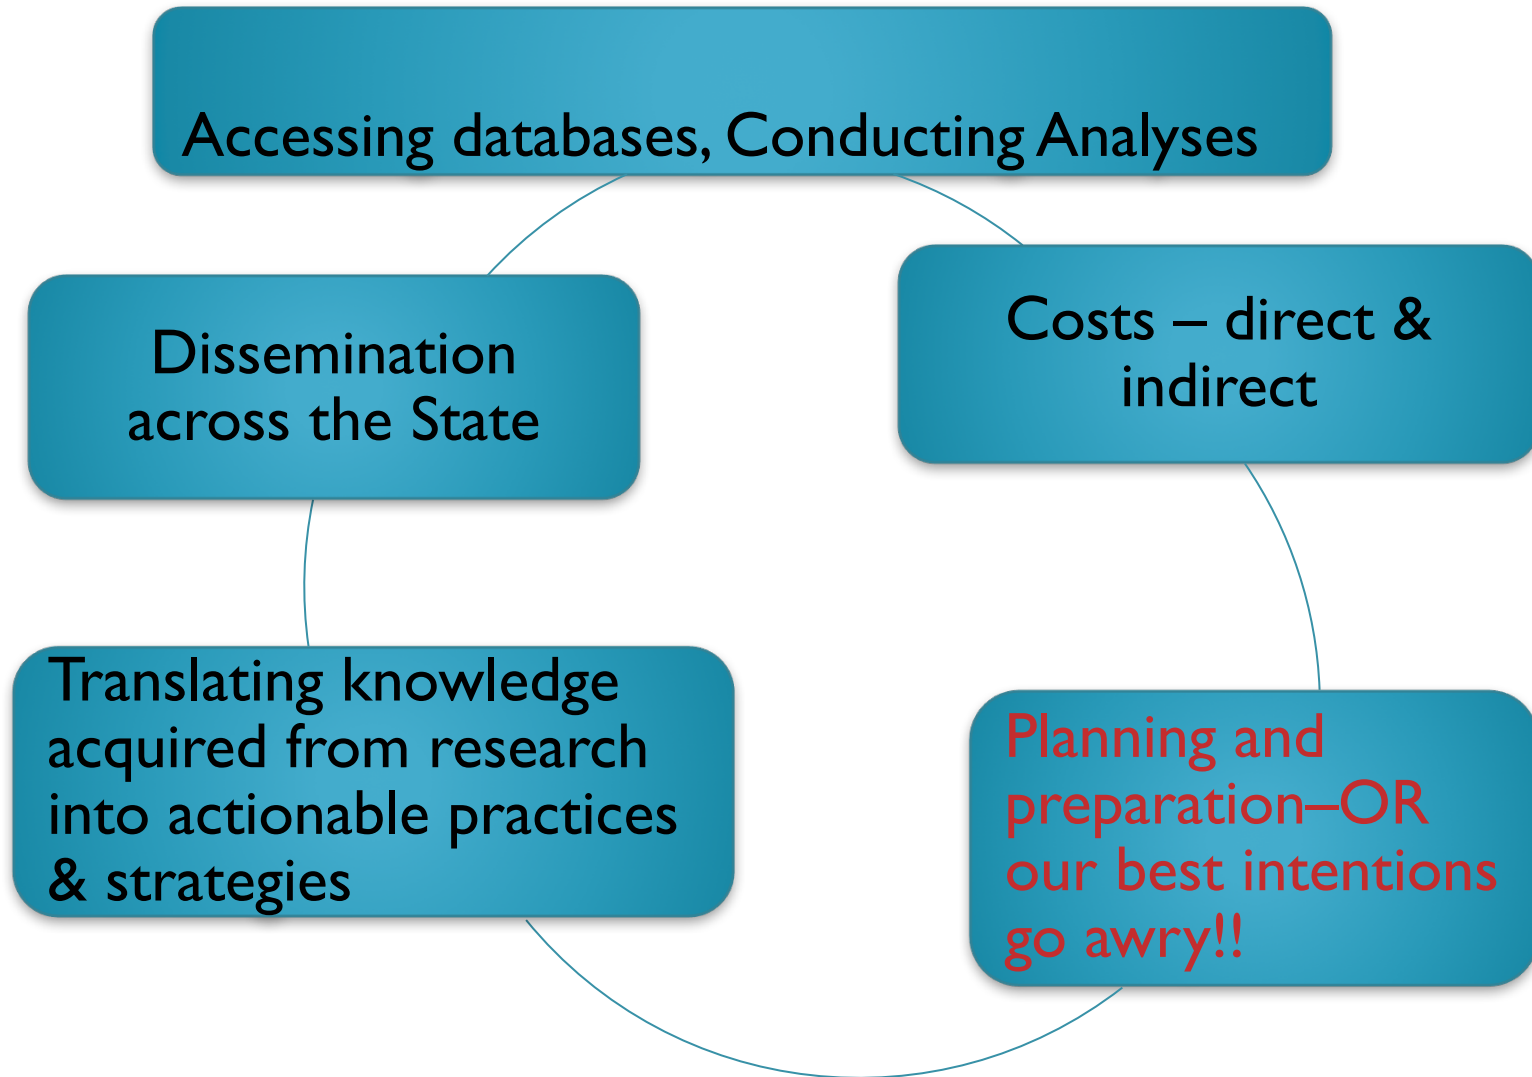 Accessing databases, Conducting Analyses
Dissemination
across the State
Costs – direct &
indirect
Translating knowledge
acquired from research
into actionable practices
& strategies
Planning and
preparation–OR
our best intentions
go awry!!